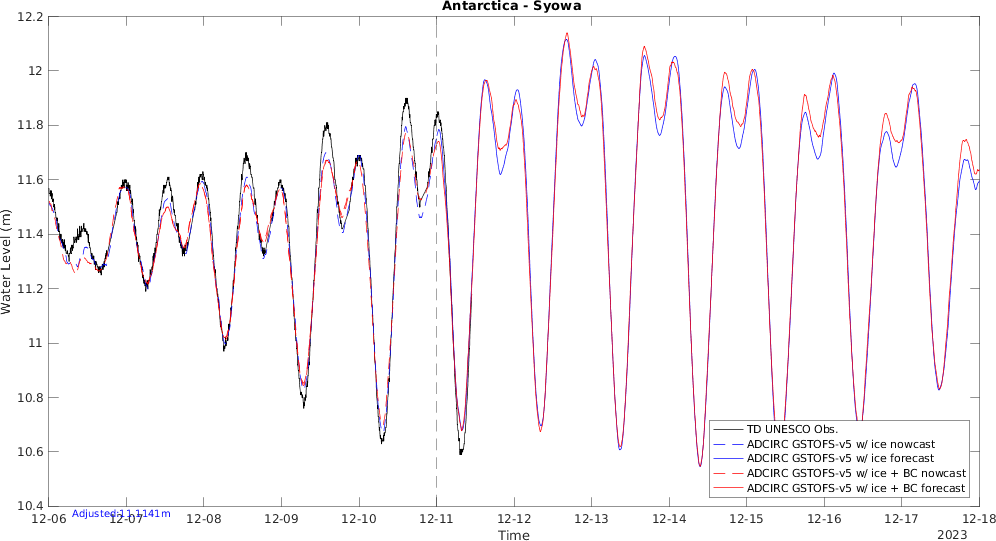 Antarctica - Syowa
12.2
12
11.8
11.6
11.4
11.2
11
10.8
10.6
10.4
Water Level (m)
TD UNESCO Obs.
ADCIRC GSTOFS-v5 w/ ice nowcast
ADCIRC GSTOFS-v5 w/ ice forecast
ADCIRC GSTOFS-v5 w/ ice + BC nowcast
ADCIRC GSTOFS-v5 w/ ice + BC forecast
Adjusted:11.1141m
12-06 12-07 12-08 12-09 12-10 12-11 12-12 12-13 12-14 12-15 12-16 12-17 12-18
Time
2023